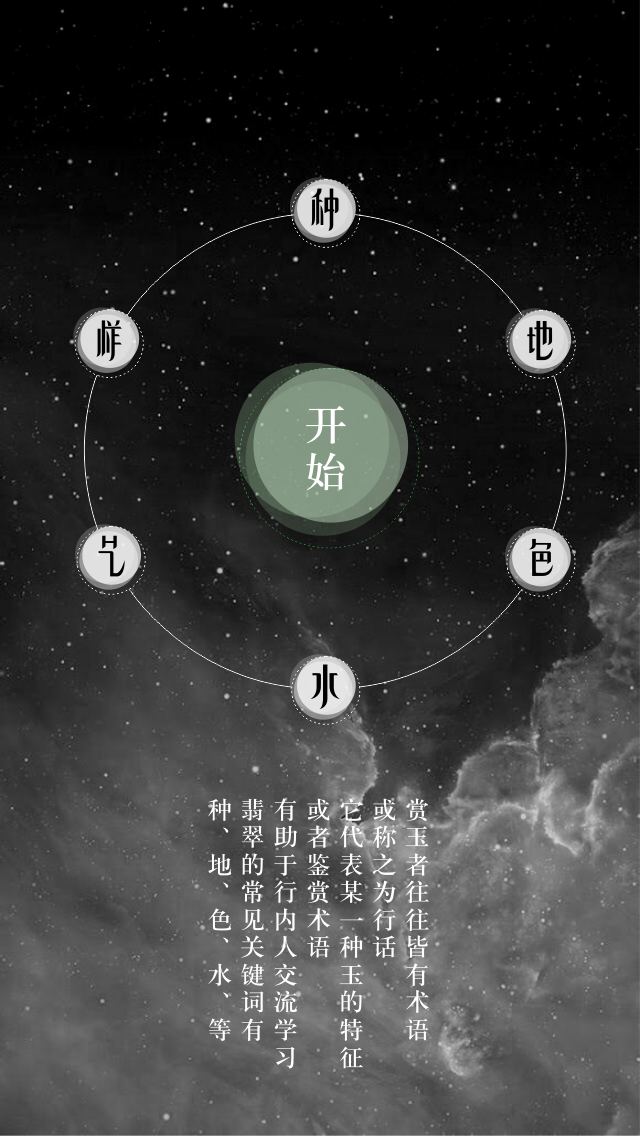 种
地
色
水
艺
样
开始
赏玉者往往皆有术语
或称之为行话
它代表某一种玉的特征
或者鉴赏术语
有助于行内人交流学习
翡翠的常见关键词有
种、地、色、水、等